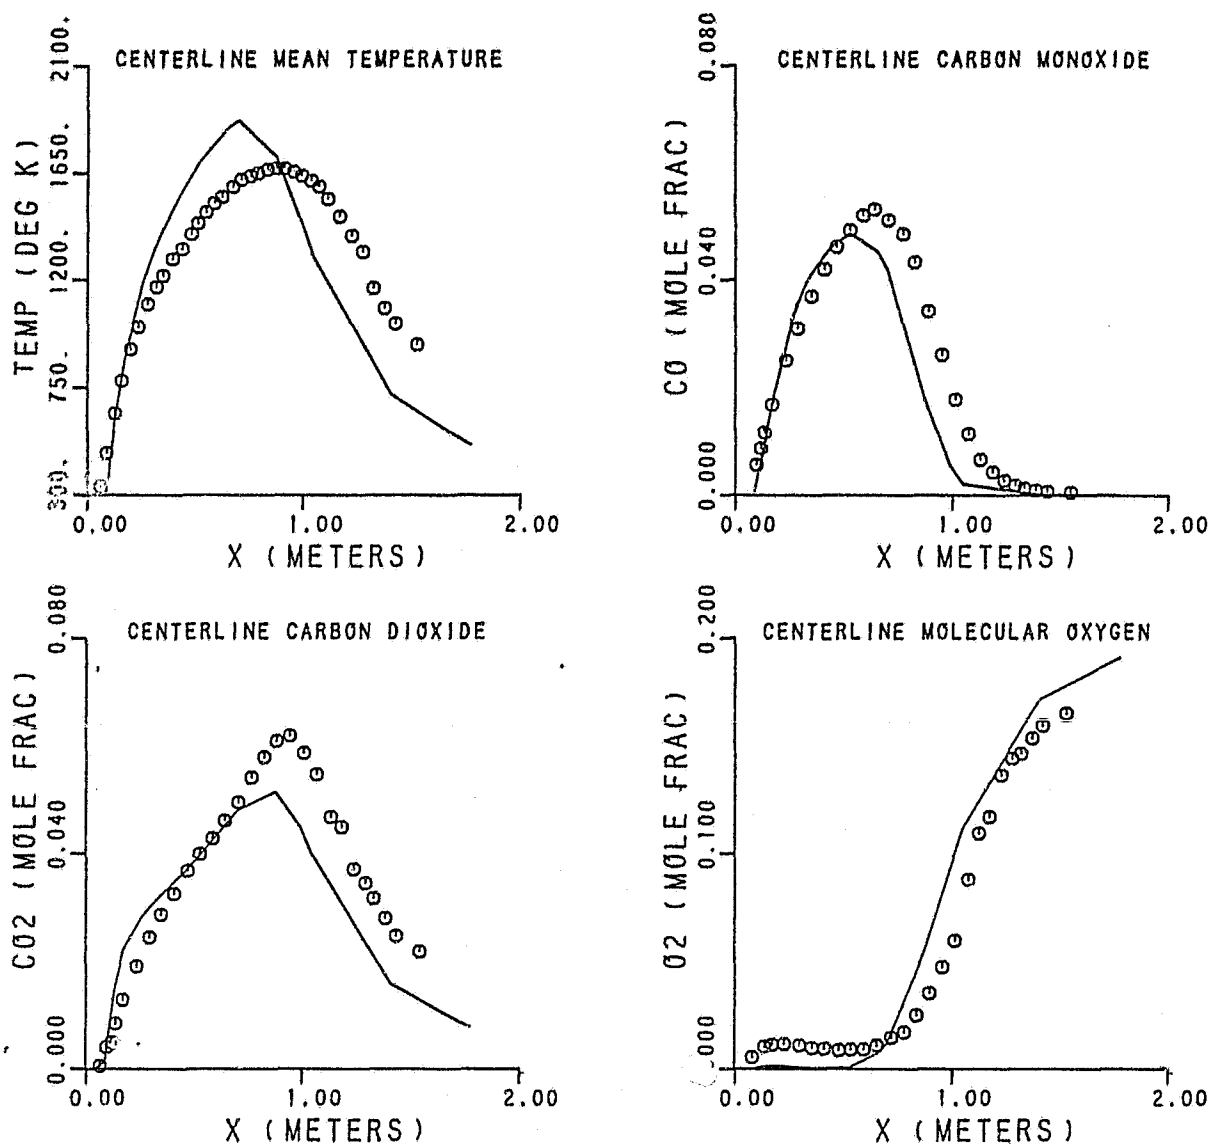 CENTERLINE MEAN TEMPERATURE
TEMP (DEG K)
2100.
1650.
1200.
750.
300.
0.00 1.00 2.00
X (METERS)
CENTERLINE CARBON MONOXIDE
CO (MOLE FRAC)
0.080
0.040
0.000
0.00 1.00 2.00
X (METERS)
CENTERLINE CARBON DIOXIDE
CO2 (MOLE FRAC)
0.080
0.040
0.000
0.00 1.00 2.00
X (METERS)
CENTERLINE MOLECULAR OXYGEN
O2 (MOLE FRAC)
0.200
0.100
.000
0.00 1.00 2.00
X (METERS)